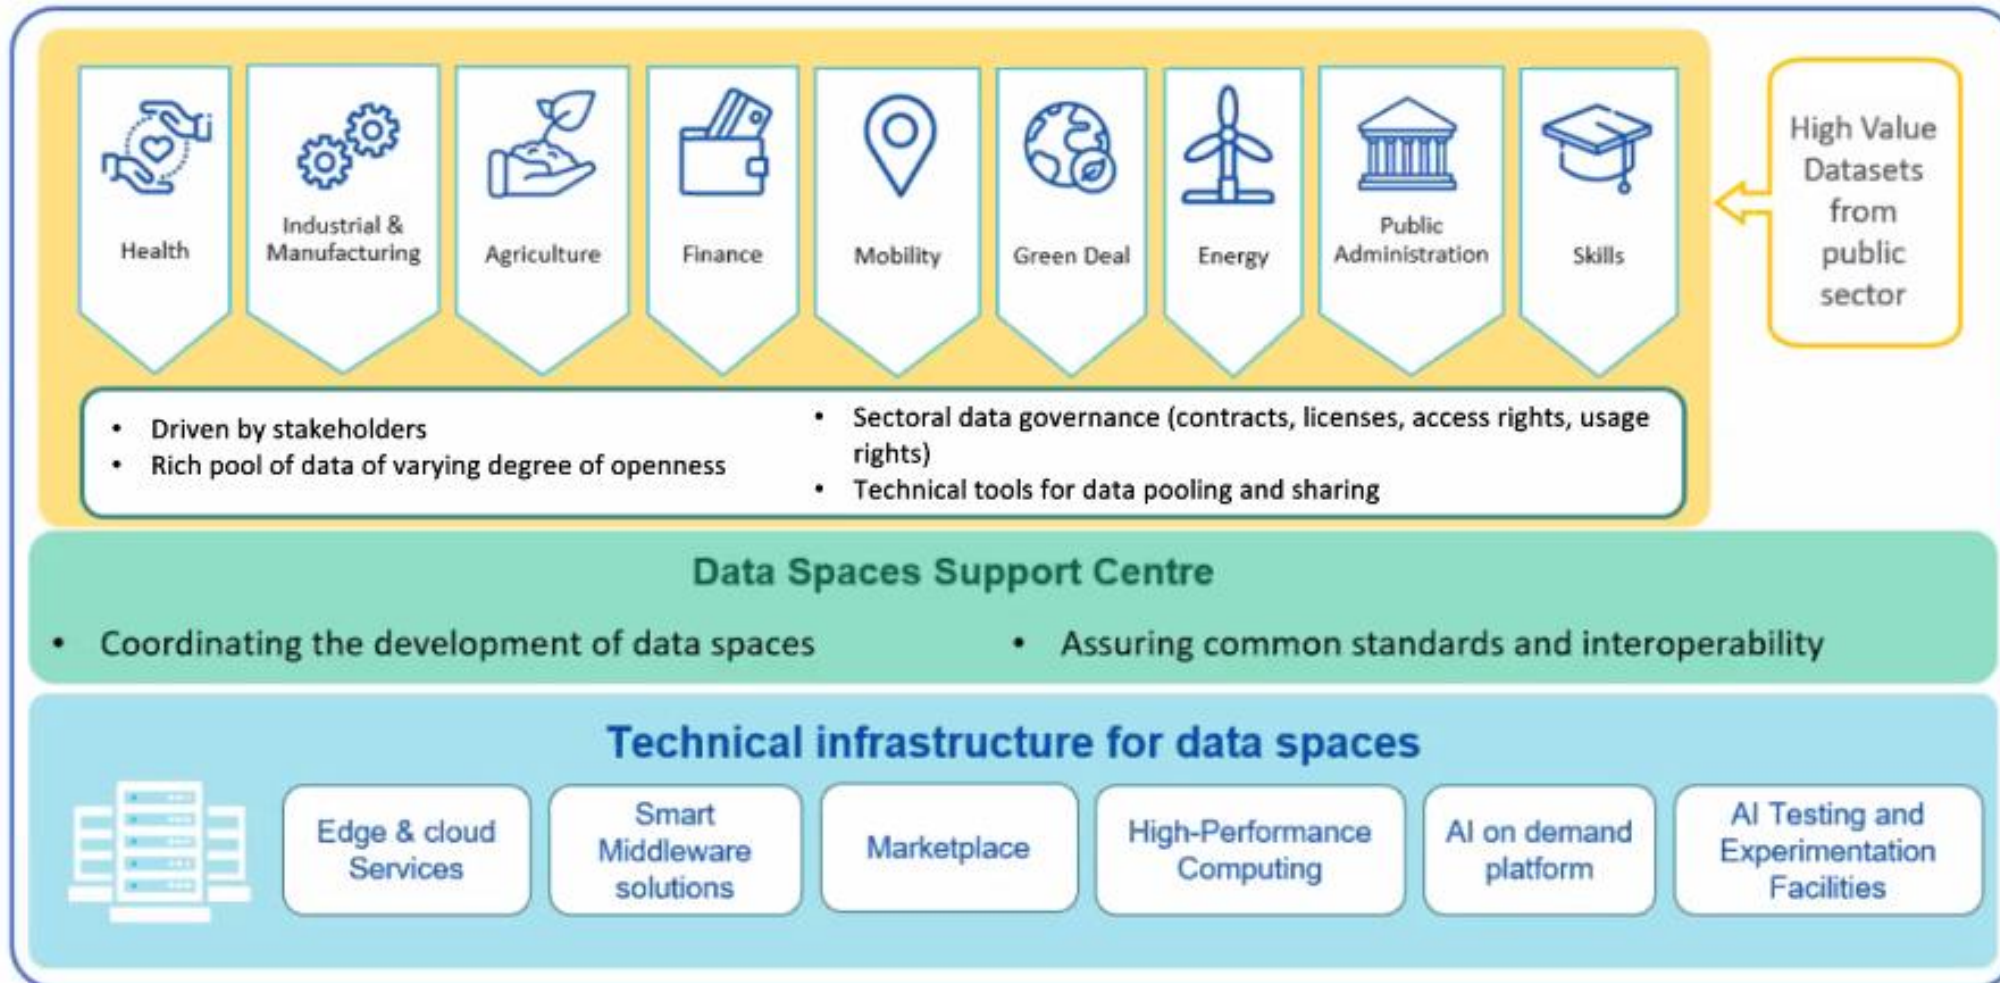 Health
Industrial &
Manufacturing
Agriculture
Finance
Mobility
Green Deal
Energy
Public
Administration
Skills
High Value
Datasets
from
public
sector
• Driven by stakeholders
• Rich pool of data of varying degree of openness
• Sectoral data governance (contracts, licenses, access rights, usage
rights)
• Technical tools for data pooling and sharing
Data Spaces Support Centre
• Coordinating the development of data spaces
• Assuring common standards and interoperability
Technical infrastructure for data spaces
Edge & cloud
Services
Smart
Middleware
solutions
Marketplace
High-Performance
Computing
AI on demand
platform
AI Testing and
Experimentation
Facilities